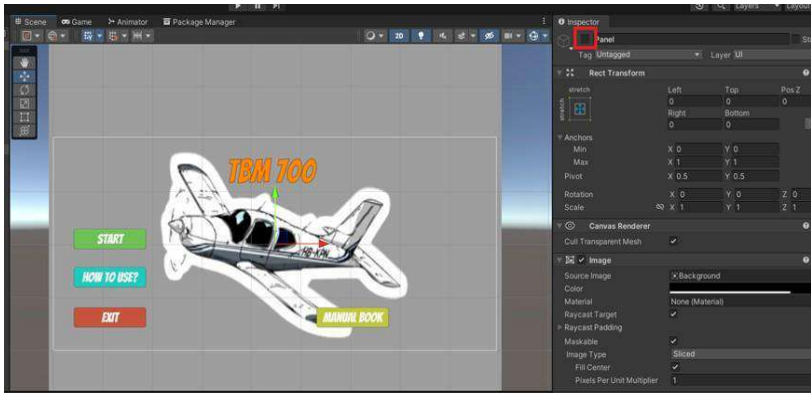 Layers Layout
Scene Game Animator Package Manager Inspector
2D
Panel
Tag Untagged Layer UI
Rect Transform
stretch Left Top Pos Z
stretch 0 0 0
Right Bottom
0 0
Anchors
Min X 0 Y 0
Max X 1 Y 1
Pivot X 0.5 Y 0.5
Rotation X 0 Y 0 Z 0
Scale X 1 Y 1 Z 1
Canvas Renderer
Cull Transparent Mesh
Image
Source Image Background
Color
Material None (Material)
Raycast Target
Raycast Padding
Maskable
Image Type Sliced
Fill Center
Pixels Per Unit Multiplier 1
TBM 700
START
HOW TO USE?
EXIT
MANUAL BOOK